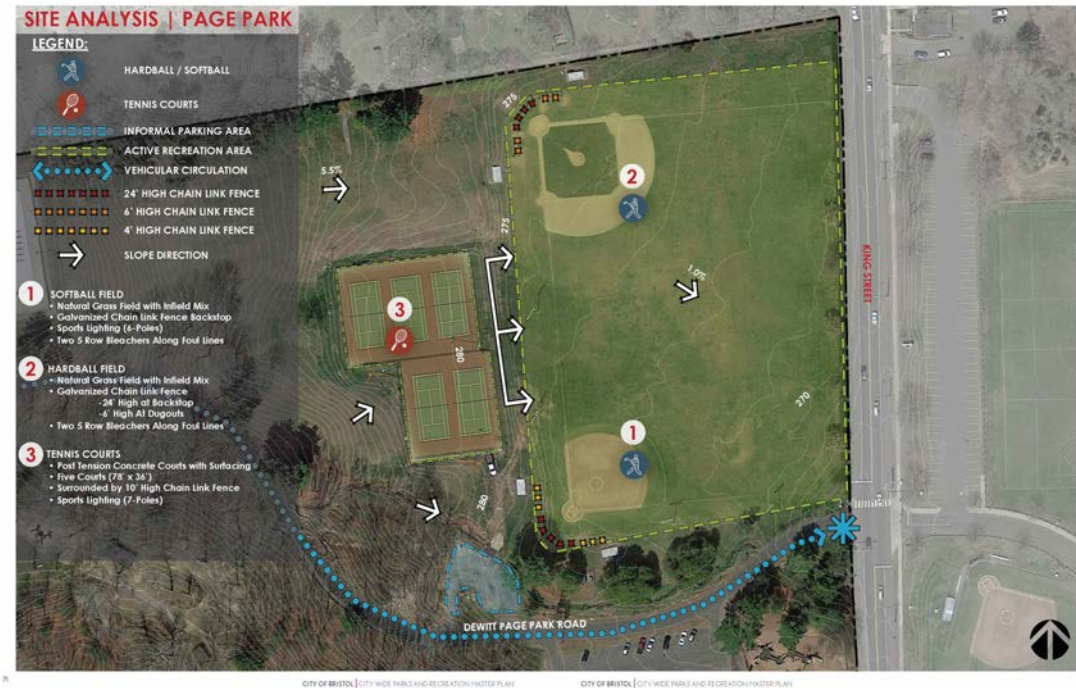 SITE ANALYSIS | PAGE PARK
LEGEND:
HARDBALL / SOFTBALL
TENNIS COURTS
INFORMAL PARKING AREA
ACTIVE RECREATION AREA
VEHICULAR CIRCULATION
24' HIGH CHAIN LINK FENCE
6' HIGH CHAIN LINK FENCE
4' HIGH CHAIN LINK FENCE
SLOPE DIRECTION
1 SOFTBALL FIELD
• Natural Grass Field with Infield Mix
• Galvanized Chain Link Fence Backstop
• Sports Lighting (6-Poles)
• Two 5 Row Bleachers Along Foul Lines
2 HARDBALL FIELD
• Natural Grass Field with Infield Mix
• Galvanized Chain Link Fence
-24' High at Backstop
-6' High At Dugouts
• Two 5 Row Bleachers Along Foul Lines
3 TENNIS COURTS
• Post Tension Concrete Courts with Surfacing
• Five Courts (78' x 36')
• Surrounded by 10' High Chain Link Fence
• Sports Lighting (7-Poles)
275
5.5%
2
275
1.0%
KING STREET
3
280
270
1
280
DEWITT PAGE PARK ROAD
71
CITY OF BRISTOL | CITY WIDE PARKS AND RECREATION MASTER PLAN
CITY OF BRISTOL | CITY WIDE PARKS AND RECREATION MASTER PLAN